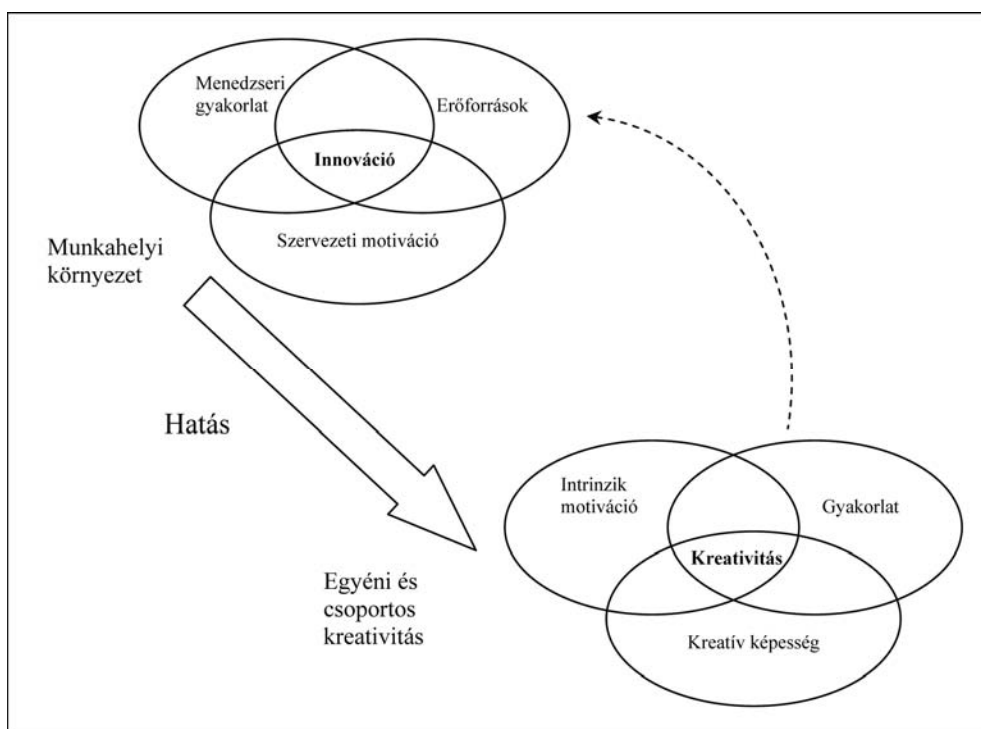 Menedzseri
gyakorlat
Erőforrások
Innováció
Szervezeti motiváció
Munkahelyi
környezet
Hatás
Intrinzik
motiváció
Gyakorlat
Kreativitás
Kreatív képesség
Egyéni és
csoportos
kreativitás